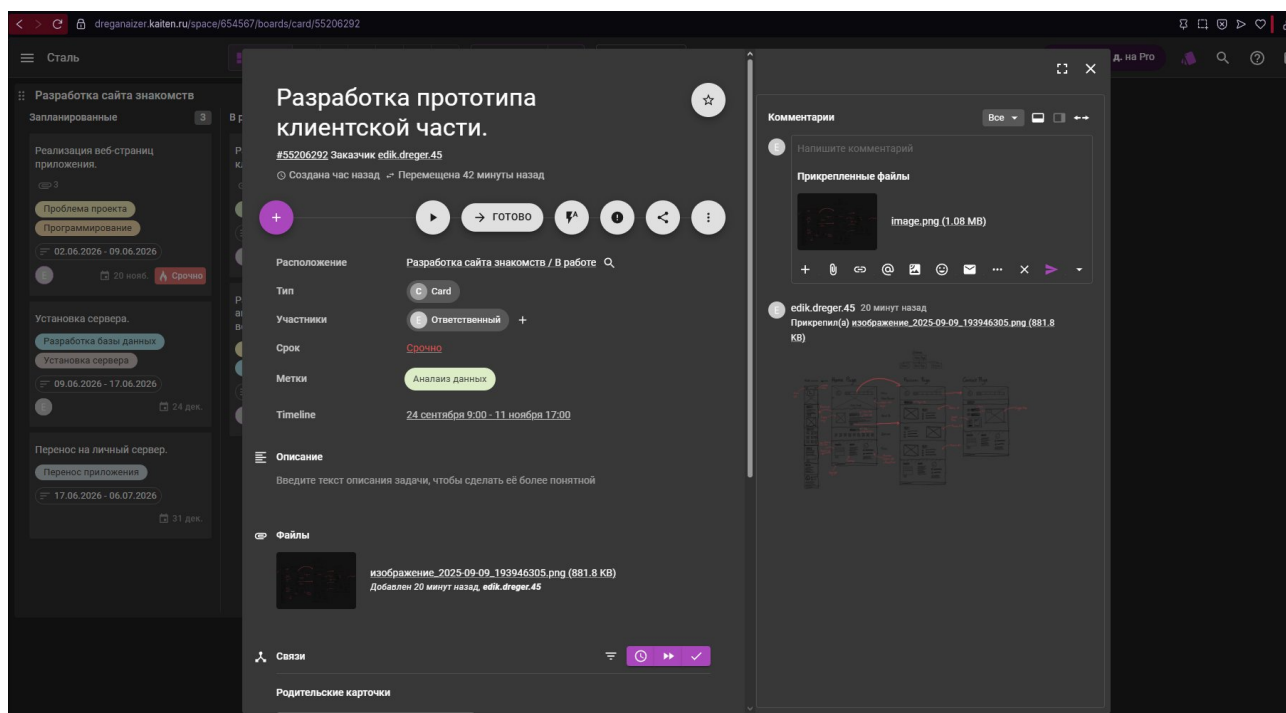 dreganaizer.kaiten.ru/space/654567/boards/card/55206292
Сталь
д. на Pro
Разработка сайта знакомств
Запланированные 3
Реализация веб-страниц
приложения.
3
Проблема проекта
Программирование
02.06.2026 - 09.06.2026
E 20 нояб. Срочно
Установка сервера.
Разработка базы данных
Установка сервера
09.06.2026 - 17.06.2026
E 24 дек.
Перенос на личный сервер.
Перенос приложения
17.06.2026 - 06.07.2026
31 дек.
Разработка прототипа
клиентской части.
#55206292 Заказчик edik.dreger.45
Создана час назад Перемещена 42 минуты назад
ГОТОВО
Расположение Разработка сайта знакомств / В работе
Тип C Card
Участники E Ответственный +
Срок Срочно
Метки Аналаиз данных
Timeline 24 сентября 9:00 - 11 ноября 17:00
Описание
Введите текст описания задачи, чтобы сделать её более понятной
Файлы
изображение_2025-09-09_193946305.png (881.8 KB)
Добавлен 20 минут назад, edik.dreger.45
Связи
Родительские карточки
Комментарии Все
E Напишите комментарий
Прикрепленные файлы
image.png (1.08 MB)
E edik.dreger.45 20 минут назад
Прикрепил(а) изображение_2025-09-09_193946305.png (881.8
KB)